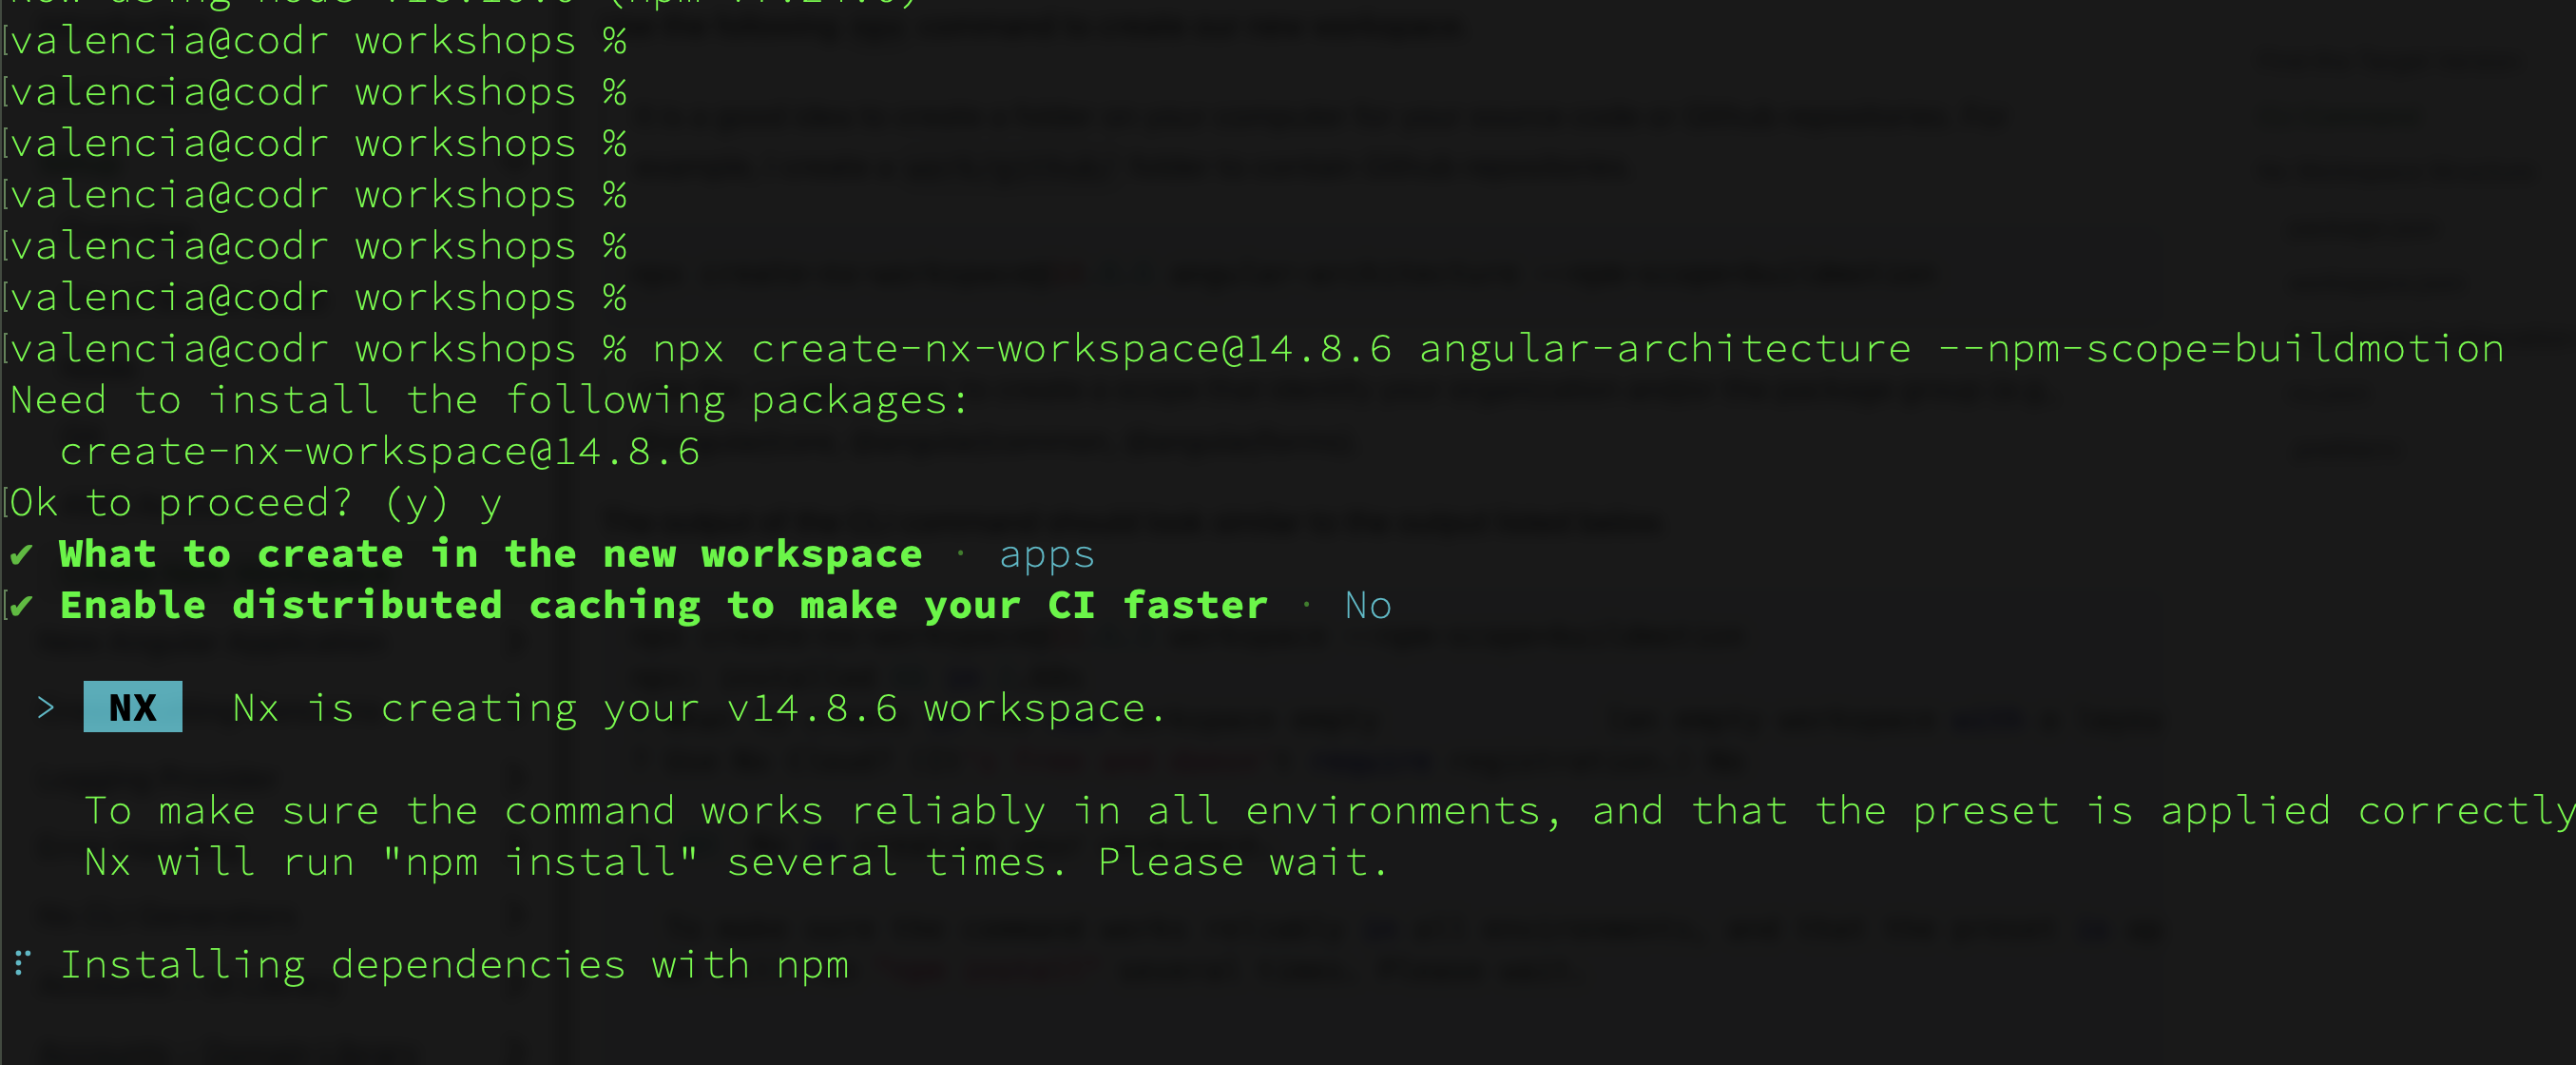 valencia@codr workshops %
valencia@codr workshops %
valencia@codr workshops %
valencia@codr workshops %
valencia@codr workshops %
valencia@codr workshops %
valencia@codr workshops % npx create-nx-workspace@14.8.6 angular-architecture --npm-scope=buildmotion
Need to install the following packages:
  create-nx-workspace@14.8.6
Ok to proceed? (y) y
✔ What to create in the new workspace · apps
✔ Enable distributed caching to make your CI faster · No
> NX Nx is creating your v14.8.6 workspace.
To make sure the command works reliably in all environments, and that the preset is applied correctly
Nx will run "npm install" several times. Please wait.
⠏ Installing dependencies with npm